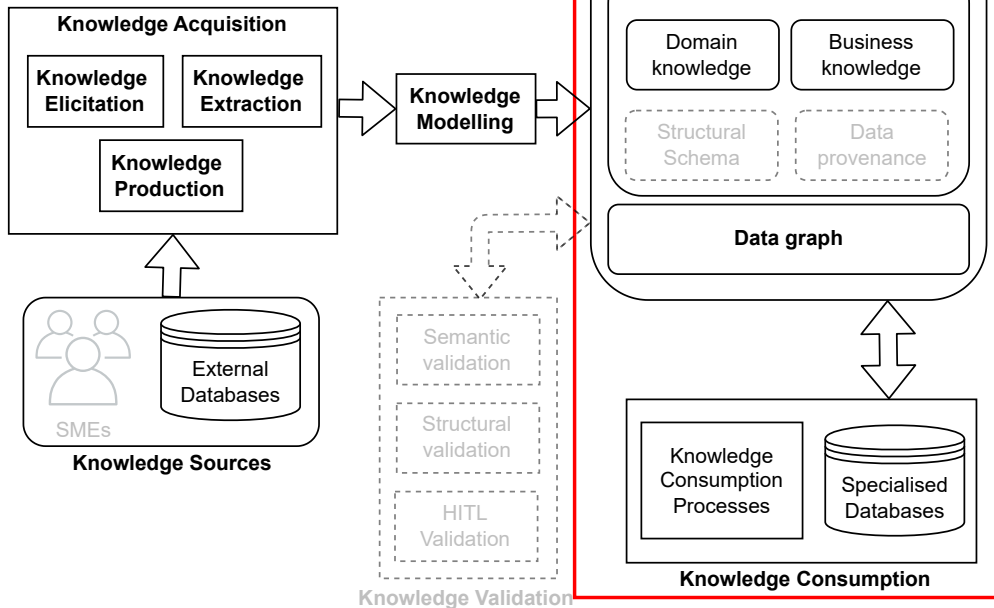 Knowledge Acquisition
Knowledge
Elicitation
Knowledge
Extraction
Knowledge
Production
Knowledge
Modelling
Domain
knowledge
Business
knowledge
Structural
Schema
Data
provenance
Data graph
SMEs
External
Databases
Knowledge Sources
Semantic
validation
Structural
validation
HITL
Validation
Knowledge Validation
Knowledge
Consumption
Processes
Specialised
Databases
Knowledge Consumption